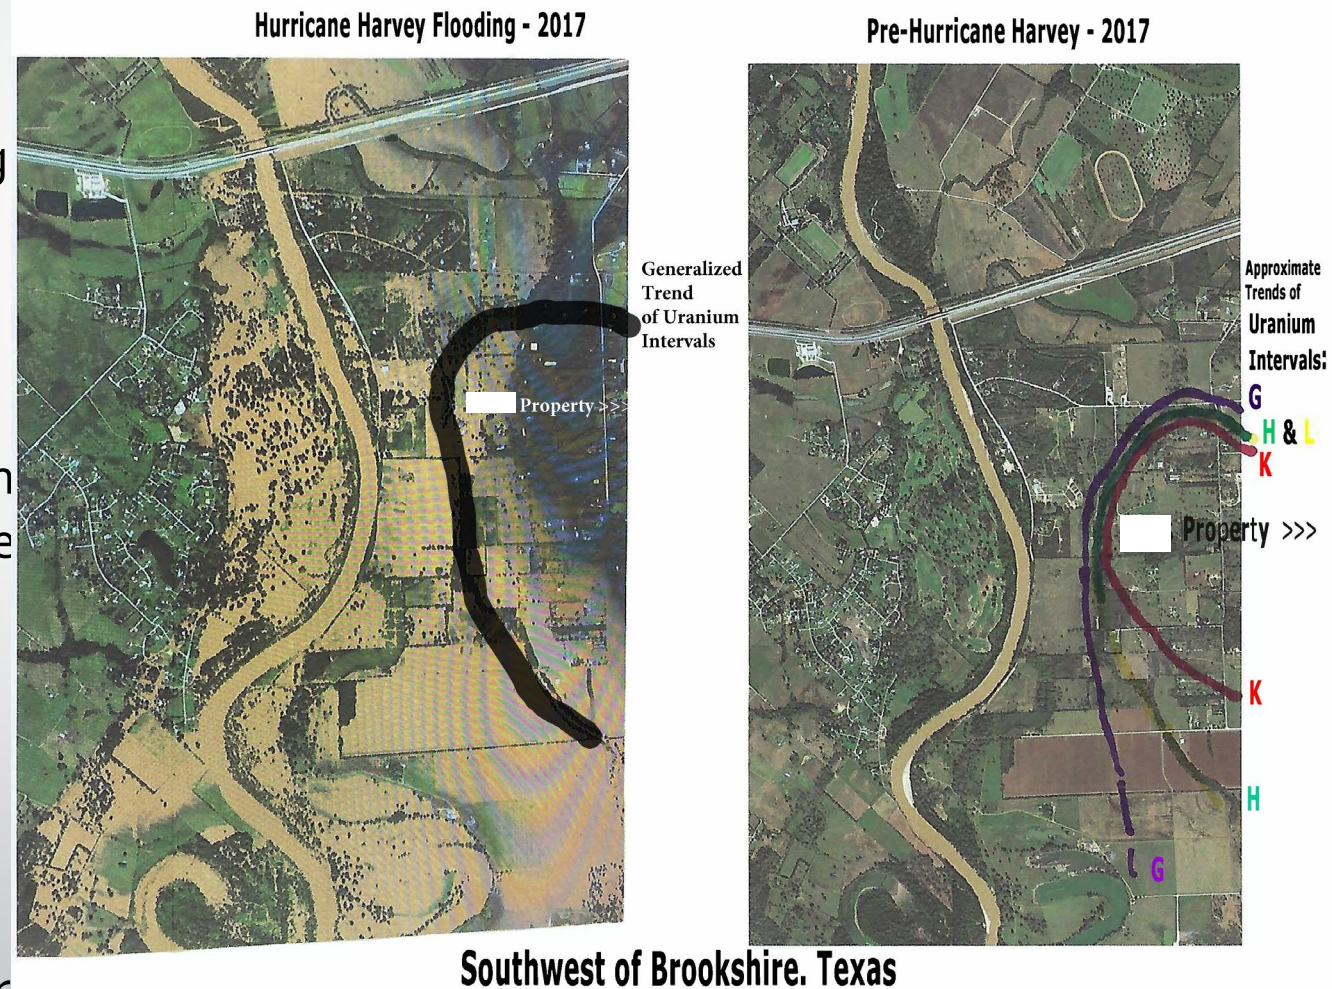 Hurricane Harvey Flooding - 2017
Pre-Hurricane Harvey - 2017
Generalized
Trend
of Uranium
Intervals
Property >>>
Approximate
Trends of
Uranium
Intervals:
G
H & L
K
Property >>>
K
H
G
Southwest of Brookshire. Texas